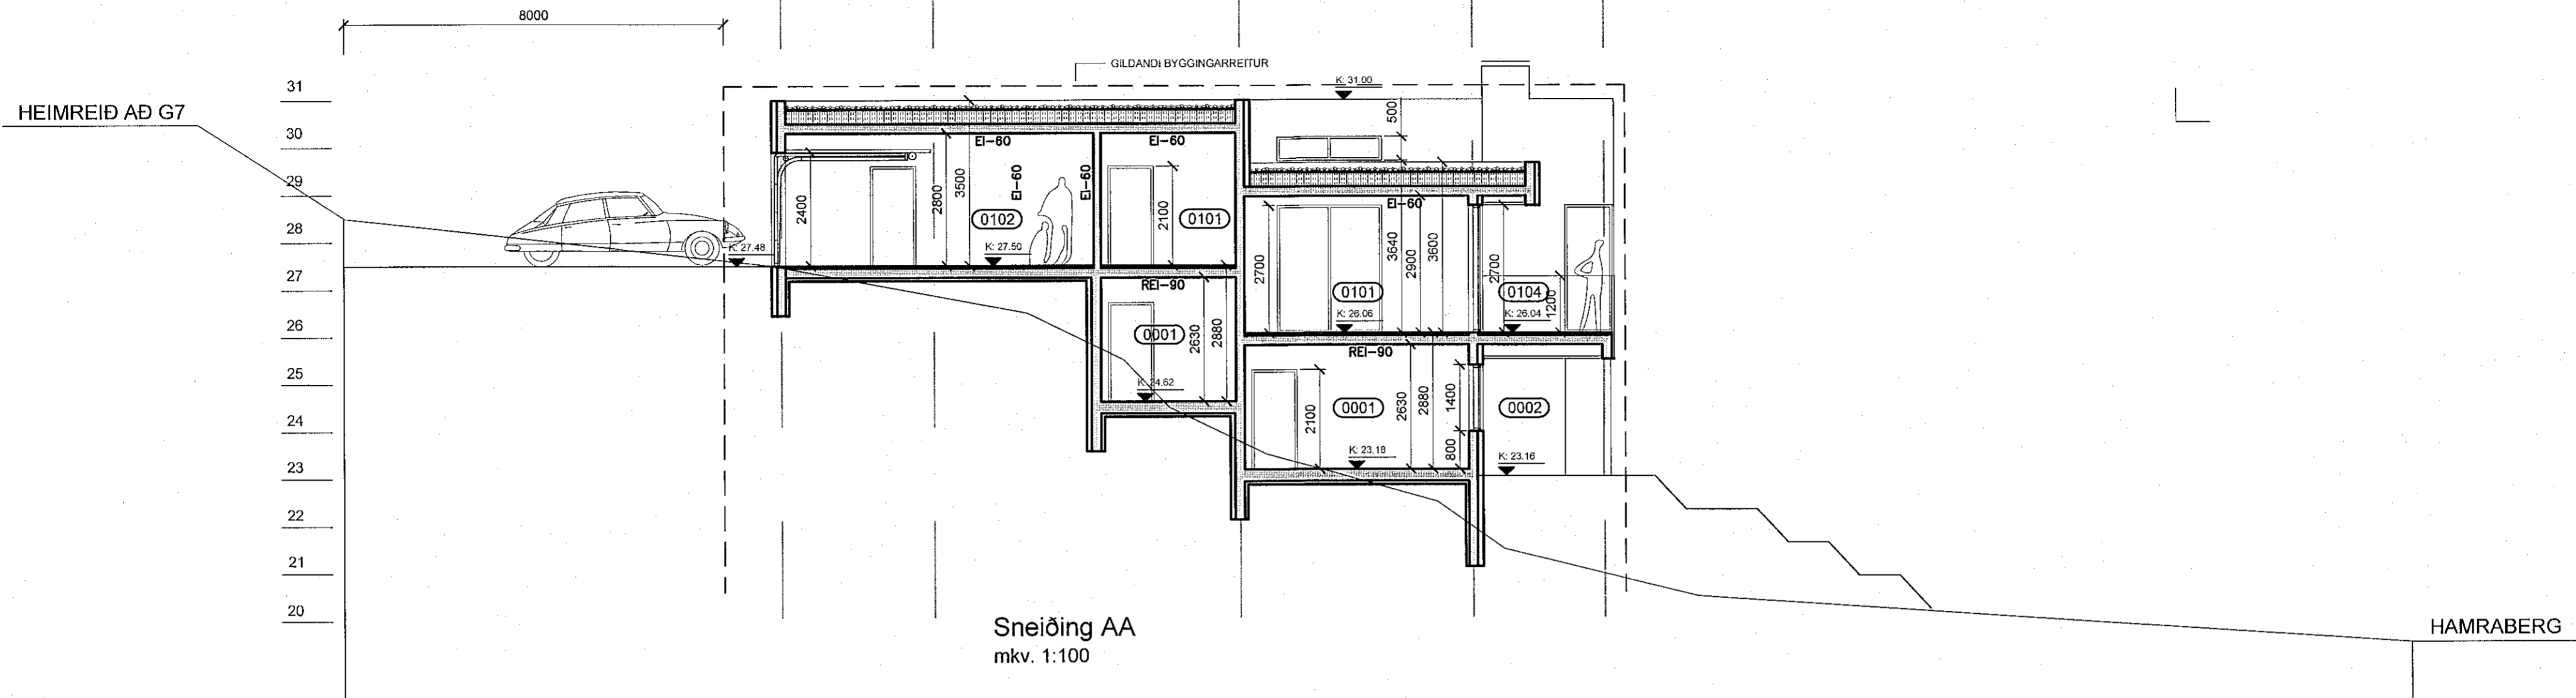 8000
GILDANDI BYGGINGARREITUR
K: 31.00
31
HEIMREIÐ AÐ G7
30
29
28
27
26
25
24
23
22
21
20
500
EI-60
EI-60
EI-60
EI-60
EI-60
2400
2800
3500
0102
K: 27.48
K: 27.50
2100
0101
REI-90
0001
2630
2880
K: 24.62
2700
3640
2900
3600
2700
0101
0104
1200
K: 26.06
K: 26.04
REI-90
2100
0001
2630
2880
1400
800
0002
K: 23.18
K: 23.16
Sneiðing AA
mkv. 1:100
HAMRABERG